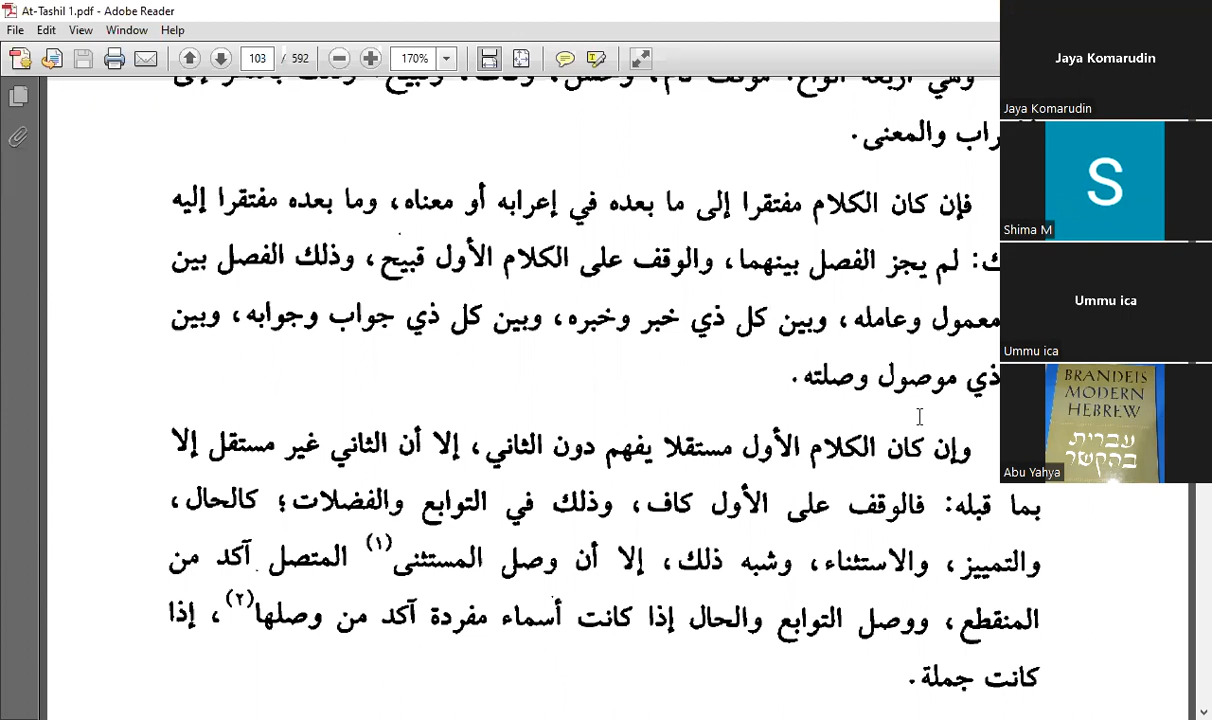 At-Tashil 1.pdf - Adobe Reader
File Edit View Window Help
103 / 592 170%
وهي أربعة أنواع:
راب والمعنى.
فإن كان الكلام مفتقرا إلى ما بعده في إعرابه أو معناه، وما بعده مفتقرا إليه
ك: لم يجز الفصل بينهما، والوقف على الكلام الأول قبيح، وذلك الفصل بين
معمول وعامله، وبين كل ذي خبر وخبره، وبين كل ذي جواب وجوابه، وبين
ذي موصول وصلته.
وإن كان الكلام الأول مستقلا يفهم دون الثاني، إلا أن الثاني غير مستقل إلا
بما قبله: فالوقف على الأول كاف، وذلك في التوابع والفضلات؛ كالحال،
والتمييز، والاستثناء، وشبه ذلك، إلا أن وصل المستثنى(١) المتصل آكد من
المنقطع، ووصل التوابع والحال إذا كانت أسماء مفردة آكد من وصلها(٢)، إذا
كانت جملة.
Jaya Komarudin
Jaya Komarudin
S
Shima M
Ummu ica
Ummu ica
BRANDEIS
MODERN
HEBREW
עברית
בהקשר
Abu Yahya